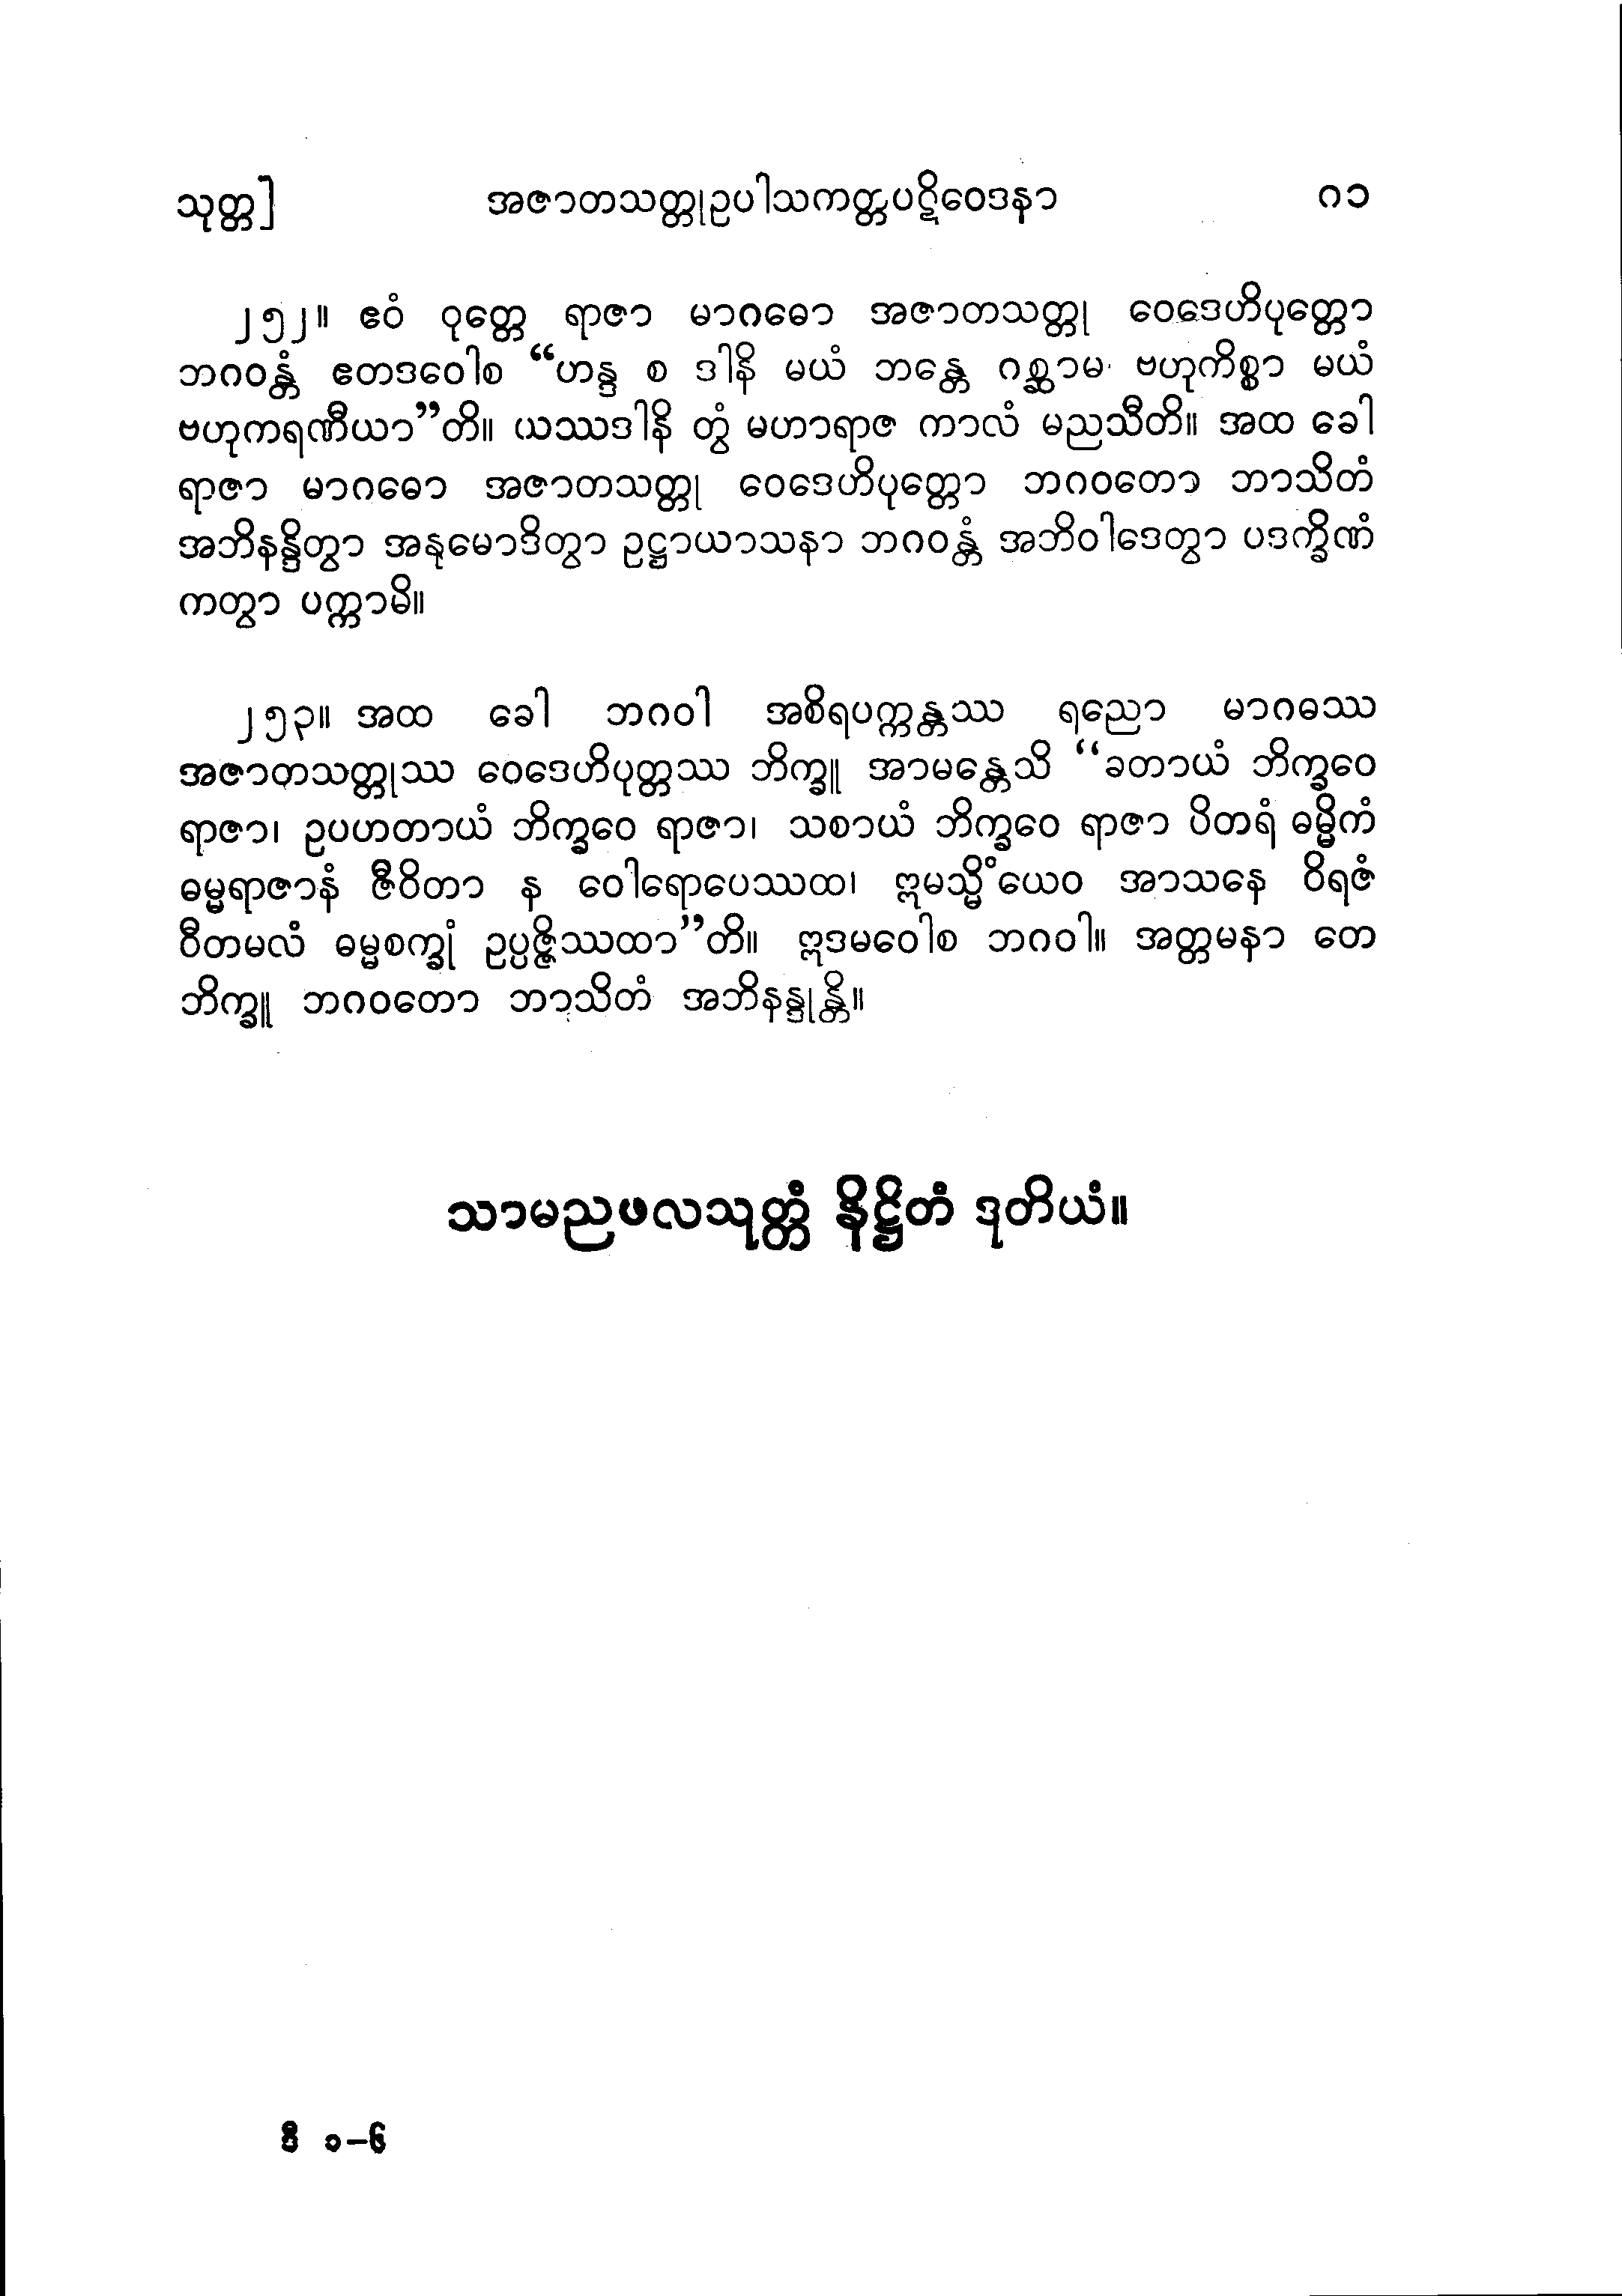 သုတ္တ] အဇာတသတ္တုဥပါသကတ္တပဋိဝေဒနာ ၈၁
၂၅၂။ ဧဝံ ဝုတ္တေ ရာဇာ မာဂဓော အဇာတသတ္တု ဝေဒေဟိပုတ္တော
ဘဂဝန္တံ ဧတဒဝေါစ “ဟန္ဒ စ ဒါနိ မယံ ဘန္တေ ဂစ္ဆာမ ဗဟုကိစ္စာ မယံ
ဗဟုကရဏီယာ”တိ။ ယဿဒါနိ တွံ မဟာရာဇ ကာလံ မညသီတိ။ အထ ခေါ
ရာဇာ မာဂဓော အဇာတသတ္တု ဝေဒေဟိပုတ္တော ဘဂဝတော ဘာသိတံ
အဘိနန္ဒိတွာ အနုမောဒိတွာ ဥဋ္ဌာယာသနာ ဘဂဝန္တံ အဘိဝါဒေတွာ ပဒက္ခိဏံ
ကတွာ ပက္ကာမိ။
၂၅၃။ အထ ခေါ ဘဂဝါ အစိရပက္ကန္တဿ ရညော မာဂဓဿ
အဇာတသတ္တုဿ ဝေဒေဟိပုတ္တဿ ဘိက္ခူ အာမန္တေသိ “ခတာယံ ဘိက္ခဝေ
ရာဇာ၊ ဥပဟတာယံ ဘိက္ခဝေ ရာဇာ၊ သစာယံ ဘိက္ခဝေ ရာဇာ ပိတရံ ဓမ္မိကံ
ဓမ္မရာဇာနံ ဇီဝိတာ န ဝေါရောပေဿထ၊ ဣမသ္မိံယေဝ အာသနေ ဝိရဇံ
ဝီတမလံ ဓမ္မစက္ခုံ ဥပ္ပဇ္ဇိဿထာ”တိ။ ဣဒမဝေါစ ဘဂဝါ။ အတ္တမနာ တေ
ဘိက္ခူ ဘဂဝတော ဘာသိတံ အဘိနန္ဒုန္တိ။
သာမညဖလသုတ္တံ နိဋ္ဌိတံ ဒုတိယံ။
ဒီ ၁–၆